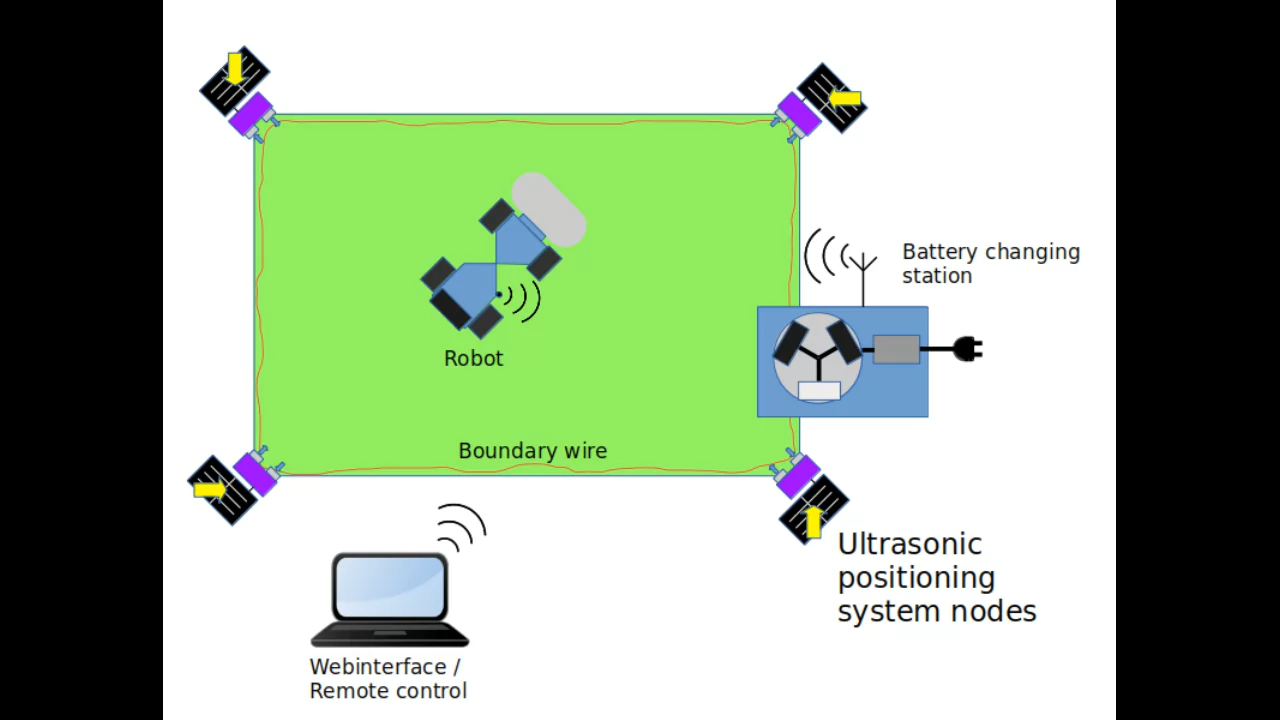 Battery changing
station
Robot
Boundary wire
Ultrasonic
positioning
system nodes
Webinterface /
Remote control